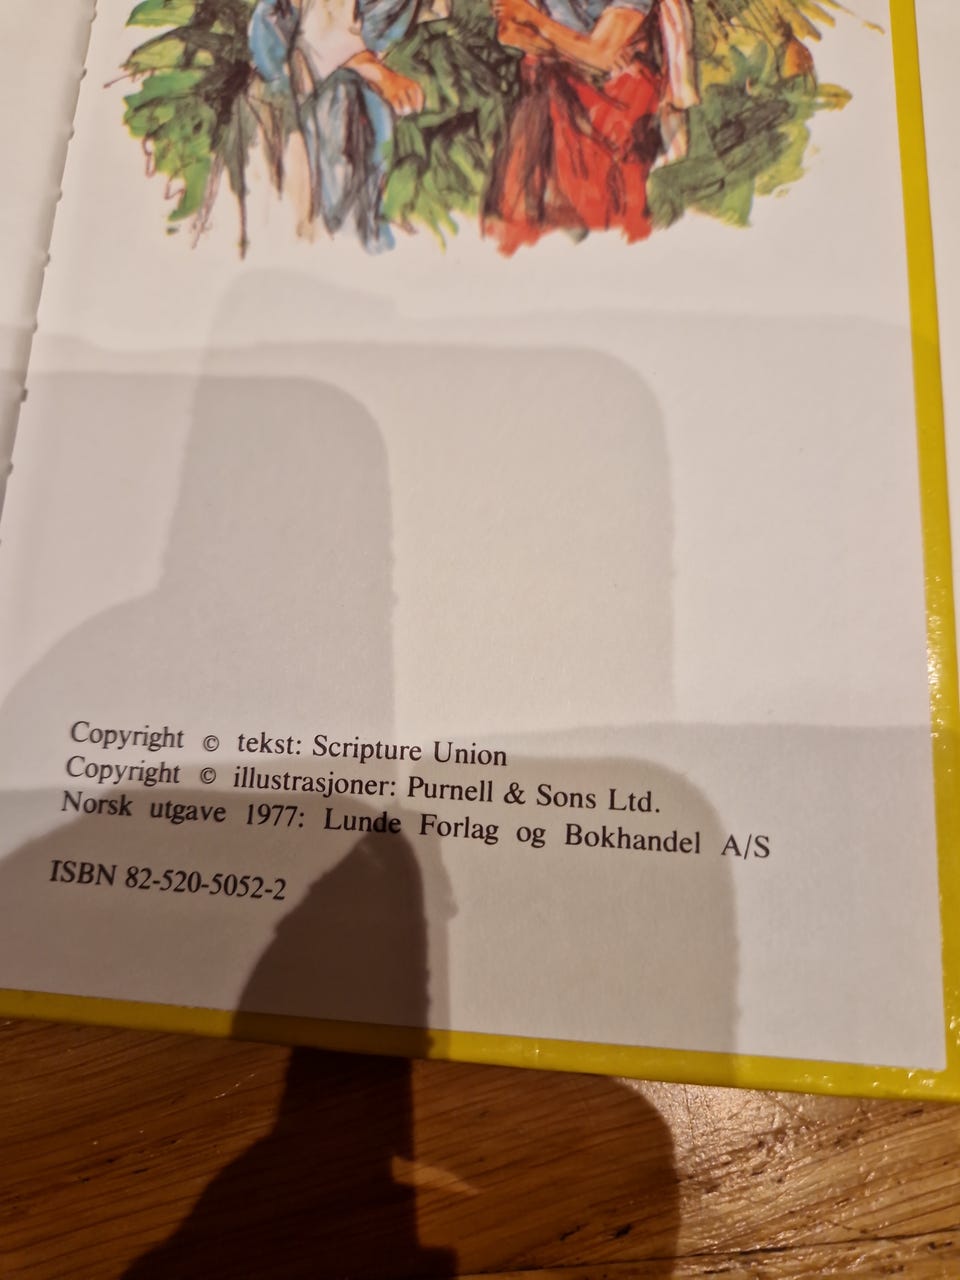 Copyright © tekst: Scripture Union
Copyright © illustrasjoner: Purnell & Sons Ltd.
Norsk utgave 1977: Lunde Forlag og Bokhandel A/S
ISBN 82-520-5052-2